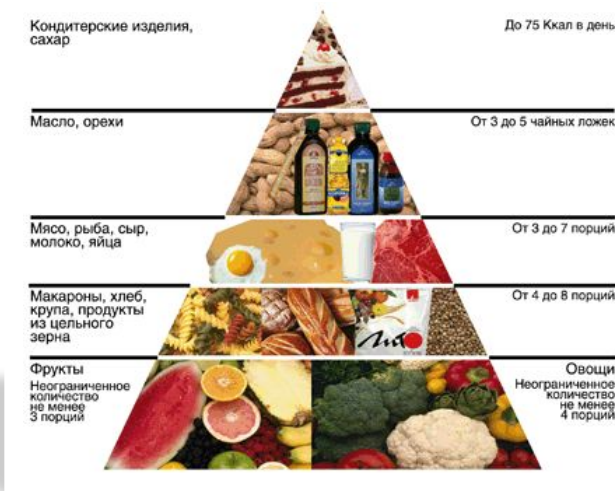 Кондитерские изделия,
сахар
До 75 Ккал в день
Масло, орехи
От 3 до 5 чайных ложек
Мясо, рыба, сыр,
молоко, яйца
От 3 до 7 порций
Макароны, хлеб,
крупа, продукты
из цельного
зерна
От 4 до 8 порций
Фрукты
Неограниченное
количество
не менее
3 порций
Овощи
Неограниченное
количество
не менее
4 порций